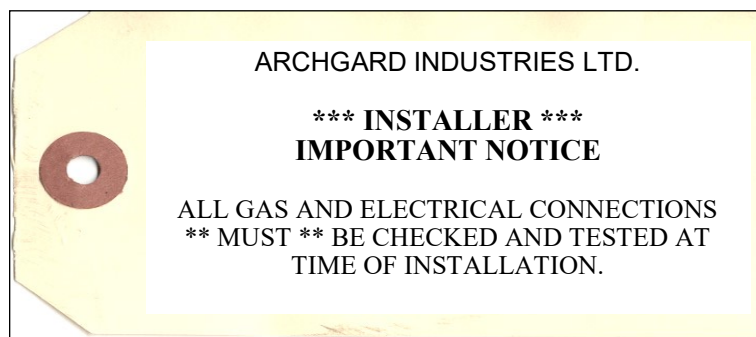 ARCHGARD INDUSTRIES LTD.
*** INSTALLER ***
IMPORTANT NOTICE
ALL GAS AND ELECTRICAL CONNECTIONS
** MUST ** BE CHECKED AND TESTED AT
TIME OF INSTALLATION.